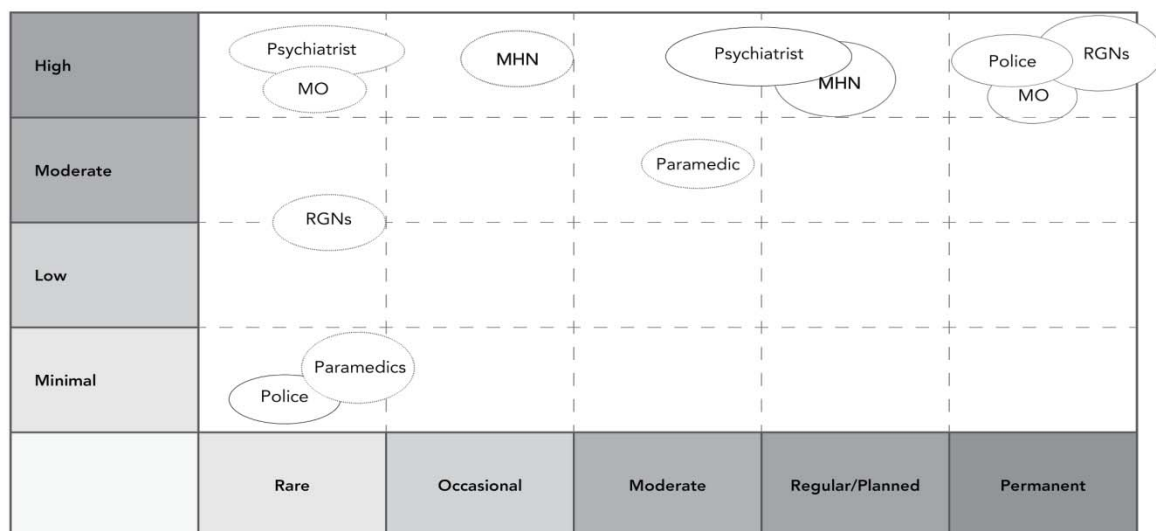 High
Psychiatrist
MO
MHN
Psychiatrist
MHN
Police
RGNs
MO
Moderate
Paramedic
RGNs
Low
Minimal
Paramedics
Police
Rare
Occasional
Moderate
Regular/Planned
Permanent